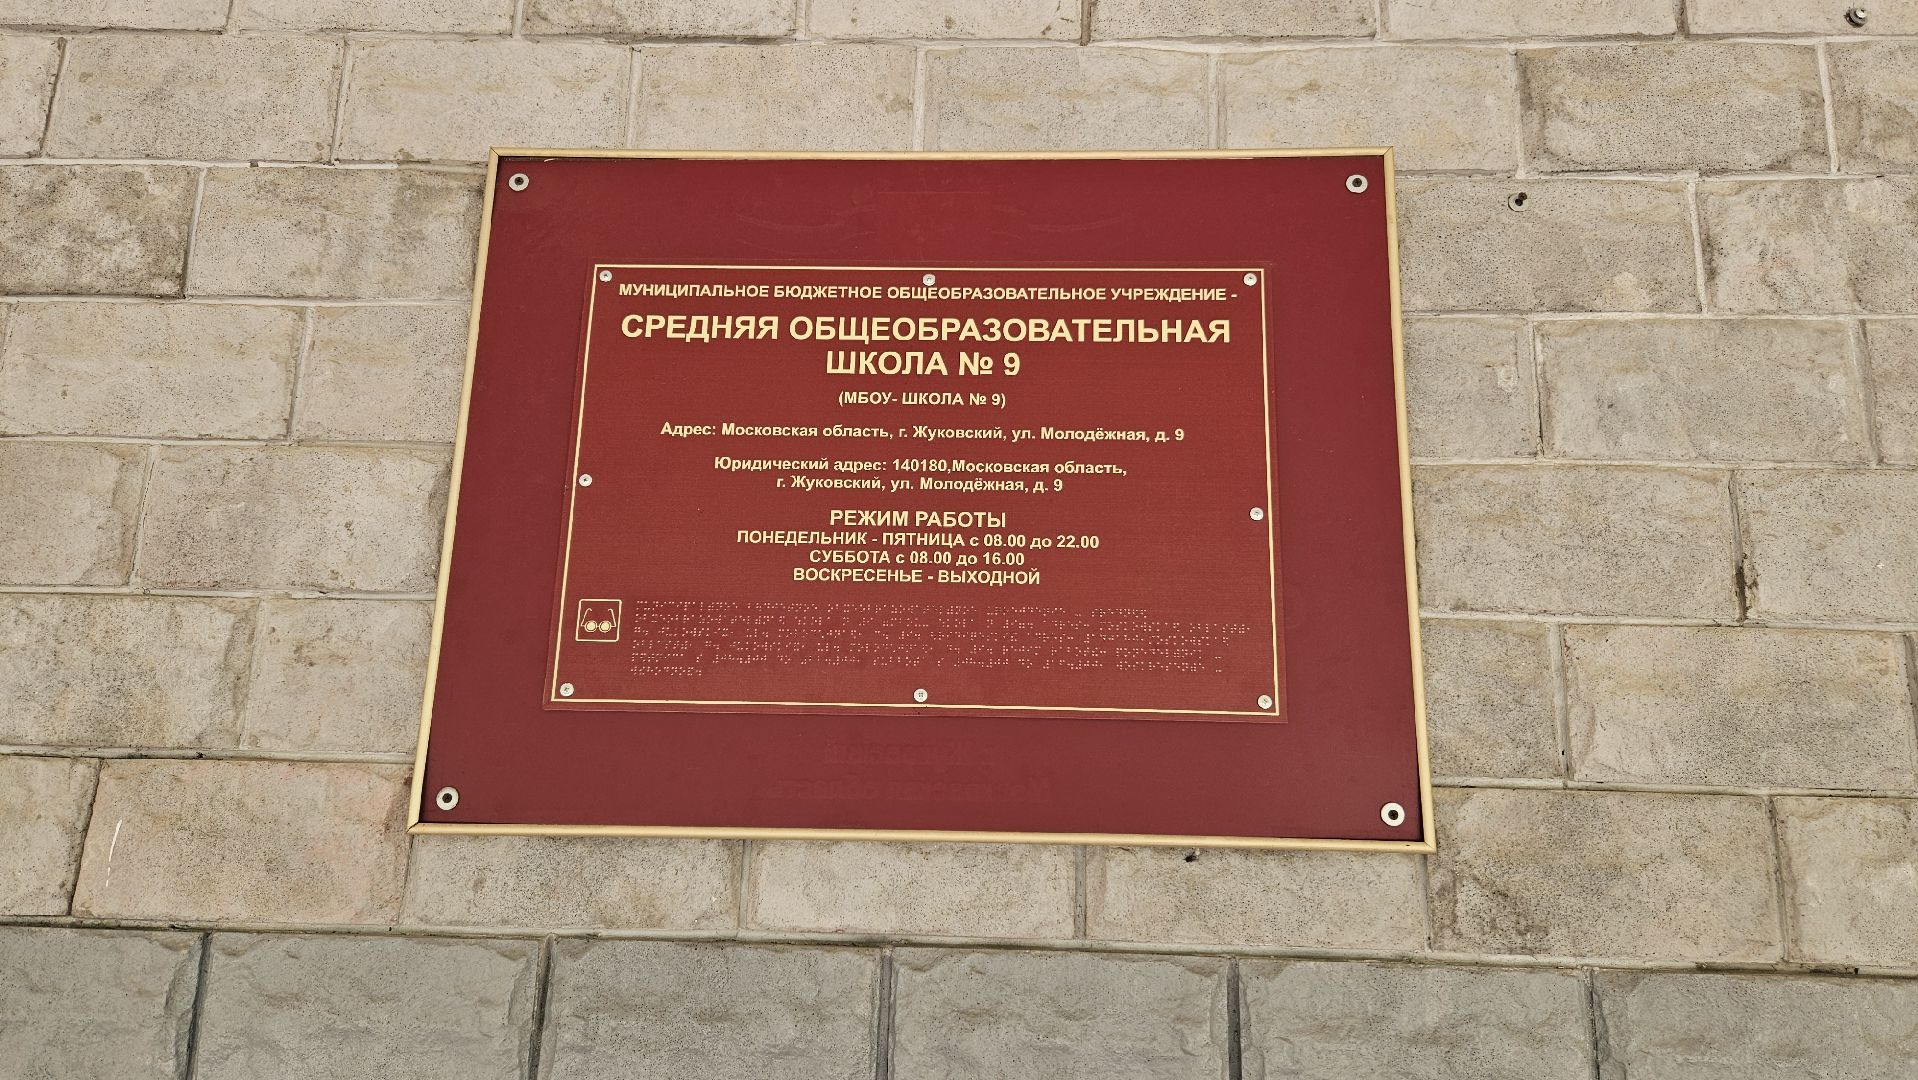 МУНИЦИПАЛЬНОЕ БЮДЖЕТНОЕ ОБЩЕОБРАЗОВАТЕЛЬНОЕ УЧРЕЖДЕНИЕ -
СРЕДНЯЯ ОБЩЕОБРАЗОВАТЕЛЬНАЯ
ШКОЛА № 9
(МБОУ- ШКОЛА № 9)
Адрес: Московская область, г. Жуковский, ул. Молодёжная, д. 9
Юридический адрес: 140180,Московская область,
г. Жуковский, ул. Молодёжная, д. 9
РЕЖИМ РАБОТЫ
ПОНЕДЕЛЬНИК - ПЯТНИЦА с 08.00 до 22.00
СУББОТА с 08.00 до 16.00
ВОСКРЕСЕНЬЕ - ВЫХОДНОЙ